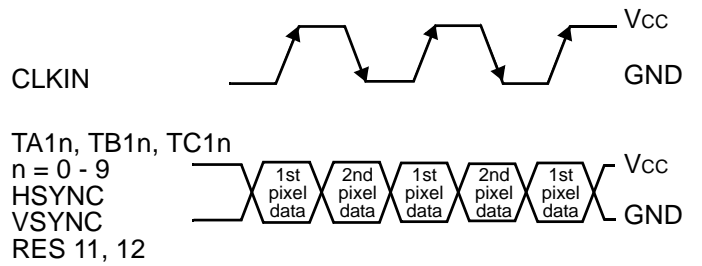 VCC
CLKIN
GND
TA1n, TB1n, TC1n
n = 0 - 9
HSYNC
VSYNC
RES 11, 12
1st pixel data
2nd pixel data
1st pixel data
2nd pixel data
1st pixel data
VCC
GND